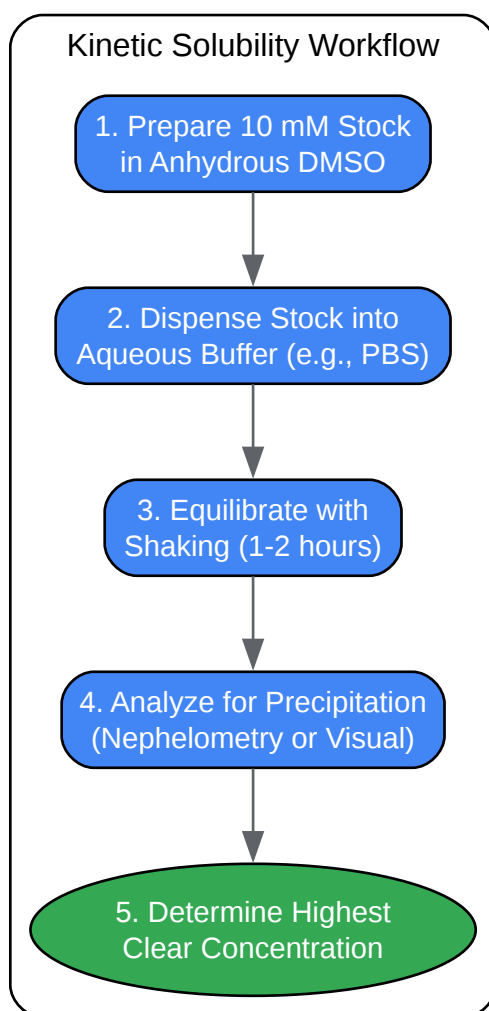 Kinetic Solubility Workflow
1. Prepare 10 mM Stock
in Anhydrous DMSO
2. Dispense Stock into
Aqueous Buffer (e.g., PBS)
3. Equilibrate with
Shaking (1-2 hours)
4. Analyze for Precipitation
(Nephelometry or Visual)
5. Determine Highest
Clear Concentration